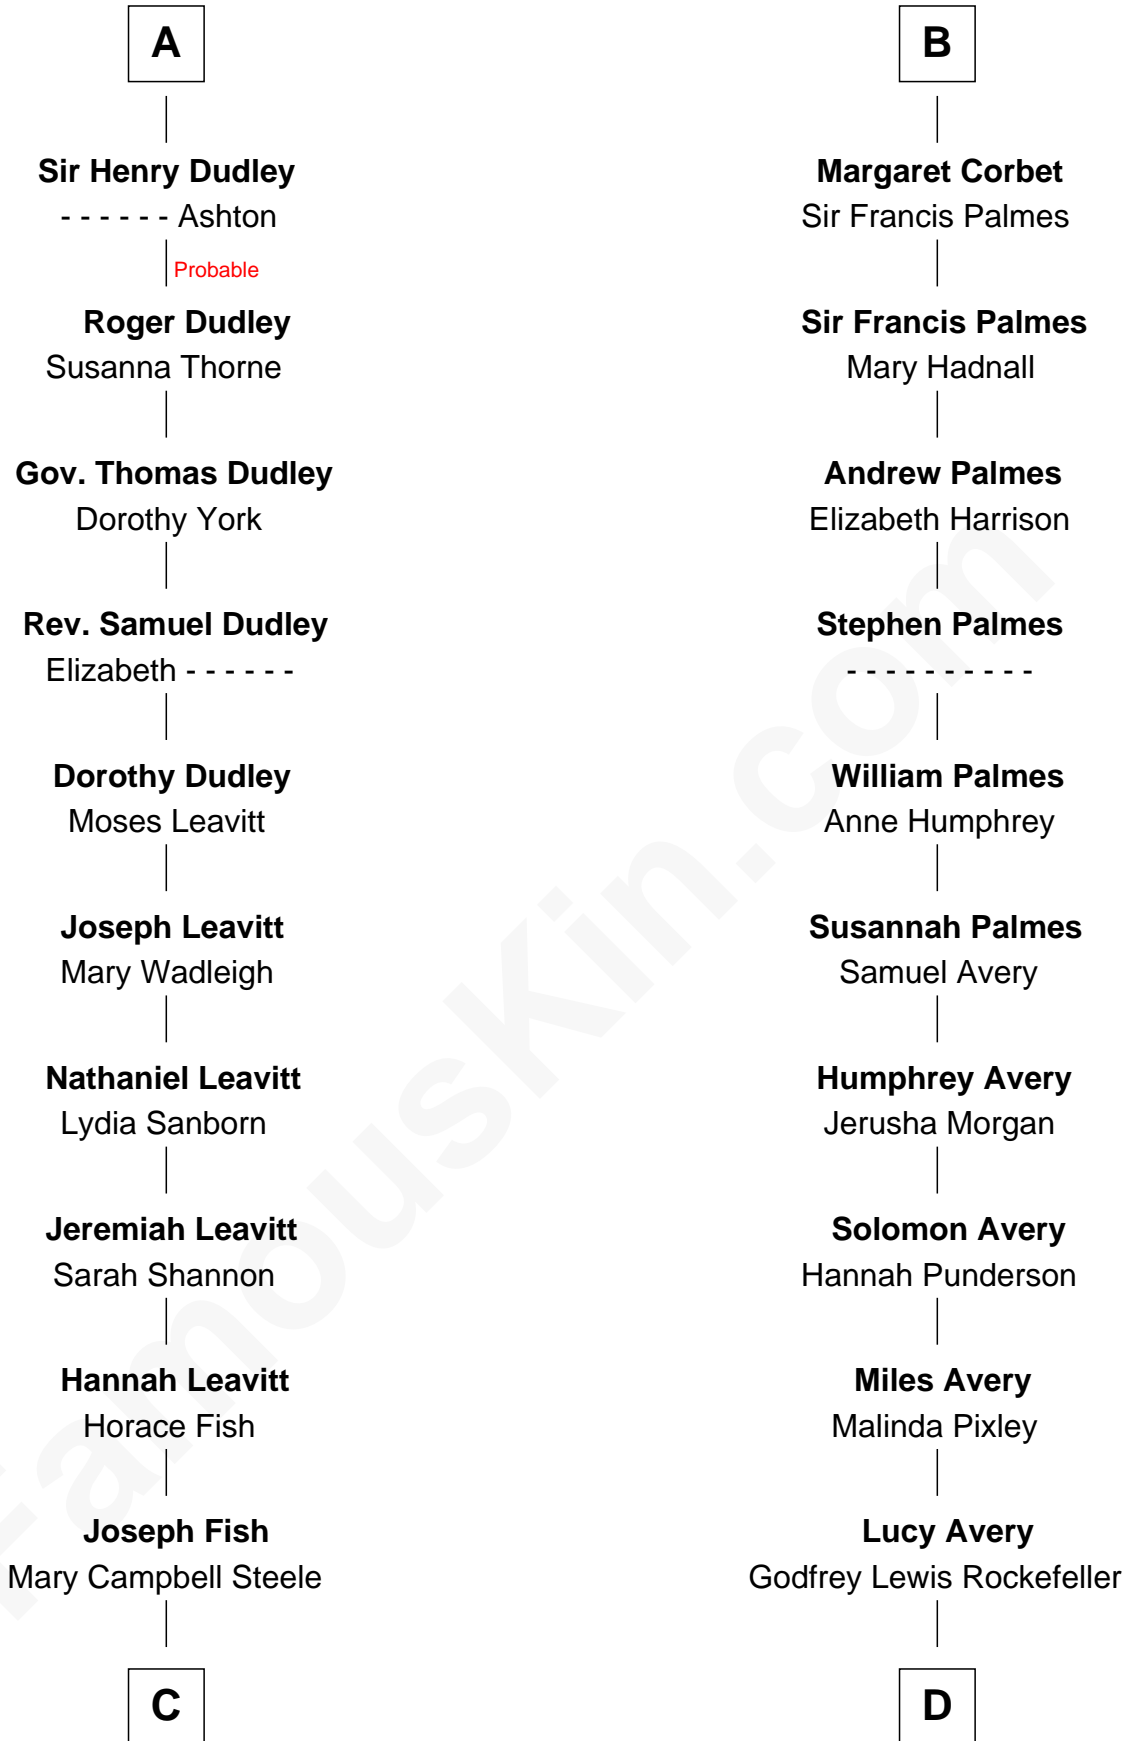 A
Sir Henry Dudley
- - - - - - Ashton
Probable
Roger Dudley
Susanna Thorne
Gov. Thomas Dudley
Dorothy York
Rev. Samuel Dudley
Elizabeth - - - - - -
Dorothy Dudley
Moses Leavitt
Joseph Leavitt
Mary Wadleigh
Nathaniel Leavitt
Lydia Sanborn
Jeremiah Leavitt
Sarah Shannon
Hannah Leavitt
Horace Fish
Joseph Fish
Mary Campbell Steele
C
B
Margaret Corbet
Sir Francis Palmes
Sir Francis Palmes
Mary Hadnall
Andrew Palmes
Elizabeth Harrison
Stephen Palmes
- - - - - - - - - -
William Palmes
Anne Humphrey
Susannah Palmes
Samuel Avery
Humphrey Avery
Jerusha Morgan
Solomon Avery
Hannah Punderson
Miles Avery
Malinda Pixley
Lucy Avery
Godfrey Lewis Rockefeller
D
FamousKin.com